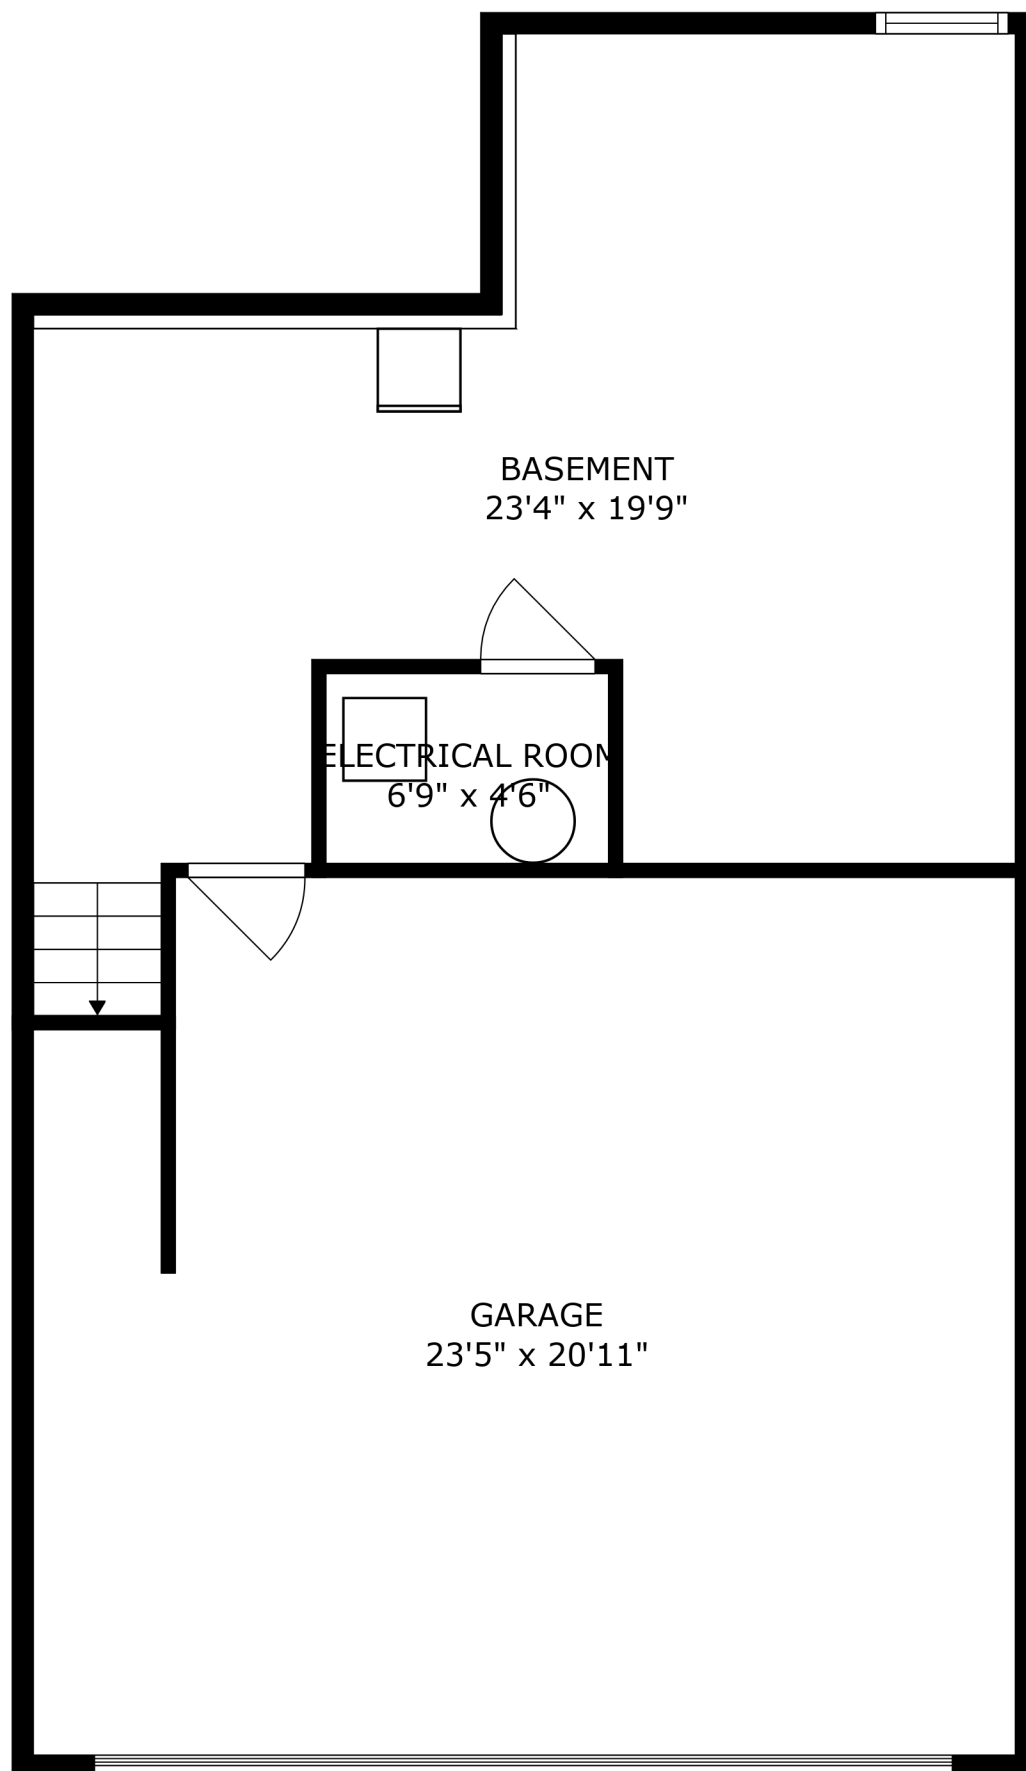 BASEMENT
23'4" x 19'9"
ELECTRICAL ROOM
6'9" x 4'6"
GARAGE
23'5" x 20'11"